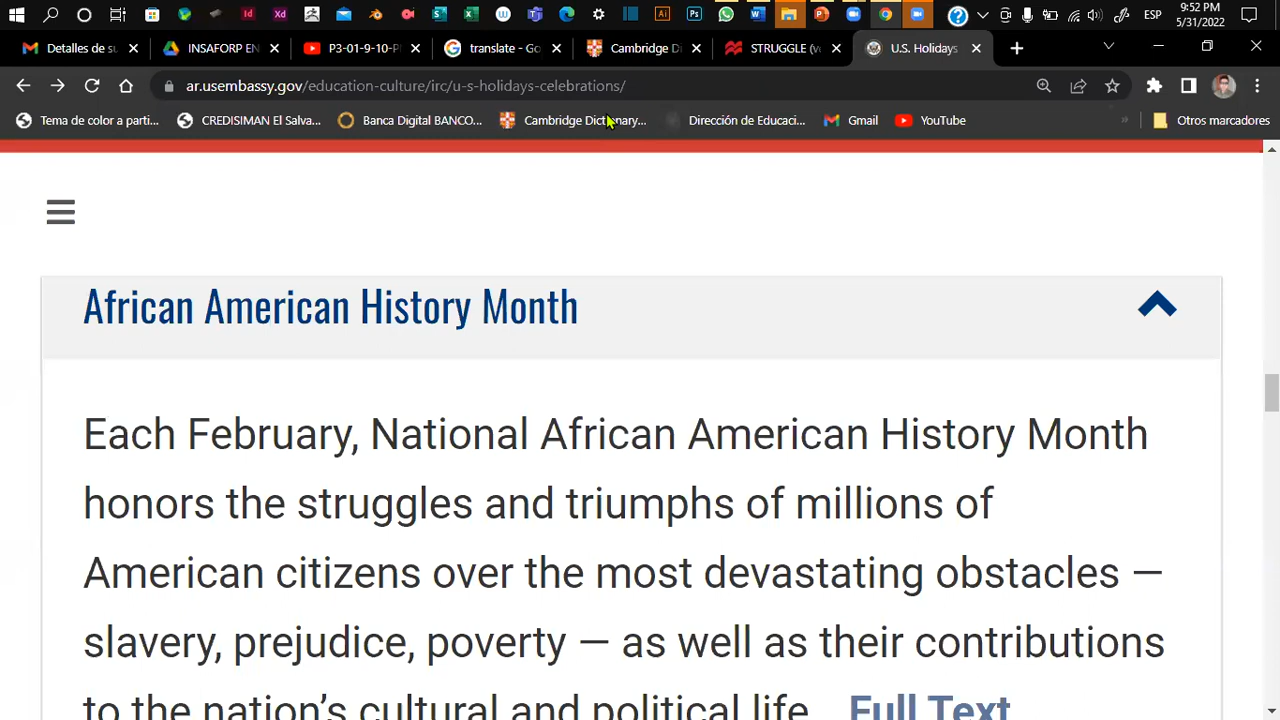 9:52 PM
ESP
5/31/2022
Detalles de su
INSAFORP EN
P3-01-9-10-P
translate - Go
Cambridge Di
STRUGGLE (v
U.S. Holidays
ar.usembassy.gov/education-culture/irc/u-s-holidays-celebrations/
Tema de color a parti...
CREDISIMAN El Salva...
Banca Digital BANCO...
Cambridge Dictionary...
Dirección de Educaci...
Gmail
YouTube
Otros marcadores
African American History Month
Each February, National African American History Month
honors the struggles and triumphs of millions of
American citizens over the most devastating obstacles —
slavery, prejudice, poverty — as well as their contributions
to the nation’s cultural and political life. Full Text